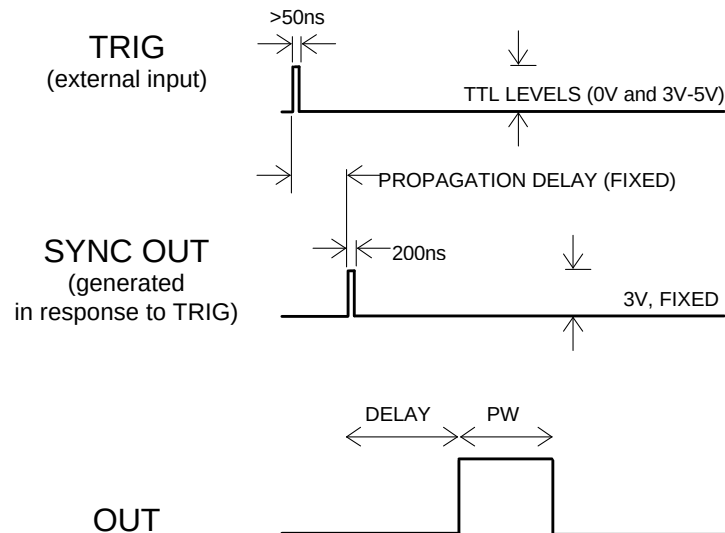 >50ns
TRIG
(external input)
TTL LEVELS (0V and 3V-5V)
PROPAGATION DELAY (FIXED)
SYNC OUT
(generated
in response to TRIG)
200ns
3V, FIXED
DELAY
PW
OUT